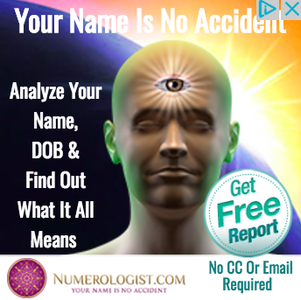 Your Name Is No Accident
Analyze Your
Name,
DOB &
Find Out
What It All
Means
Get
Free
Report
No CC Or Email
Required
NUMEROLOGIST.COM
YOUR NAME IS NO ACCIDENT